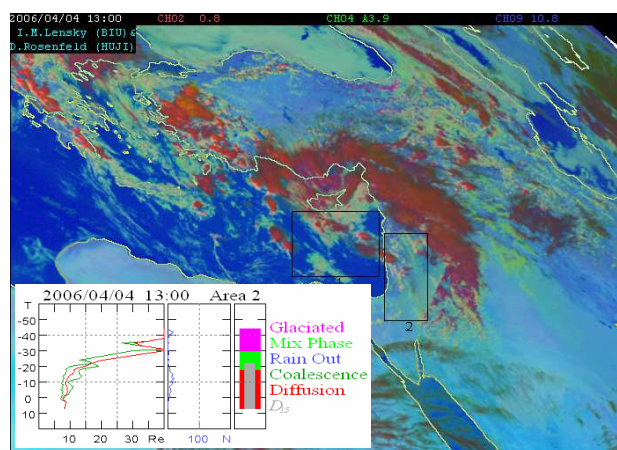 2006/04/04 13:00 CH02 0.8 CH04 A3.9 CH09 10.8
I.M.Lensky (BIU)&
D.Rosenfeld (HUJI)
1
2
2006/04/04 13:00 Area 2
T
-50
-40
-30
-20
-10
0
10
10 20 30 Re 100 N
Glaciated
Mix Phase
Rain Out
Coalescence
Diffusion
D15